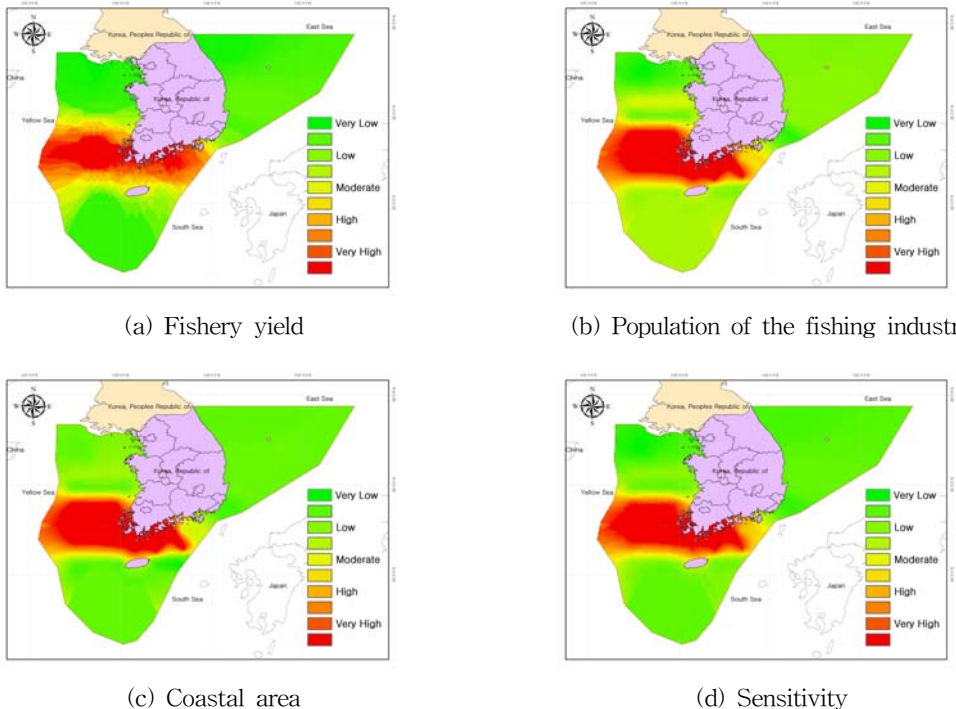 N
W E
S
East Sea
Korea, Peoples Republic of
China
Korea, Republic of
Yellow Sea
Very Low
Low
Moderate
High
Very High
Japan
South Sea
(a) Fishery yield
N
W E
S
East Sea
Korea, Peoples Republic of
China
Korea, Republic of
Yellow Sea
Very Low
Low
Moderate
High
Very High
Japan
South Sea
(b) Population of the fishing industr
N
W E
S
East Sea
Korea, Peoples Republic of
China
Korea, Republic of
Yellow Sea
Very Low
Low
Moderate
High
Very High
Japan
South Sea
(c) Coastal area
N
W E
S
East Sea
Korea, Peoples Republic of
China
Korea, Republic of
Yellow Sea
Very Low
Low
Moderate
High
Very High
Japan
South Sea
(d) Sensitivity